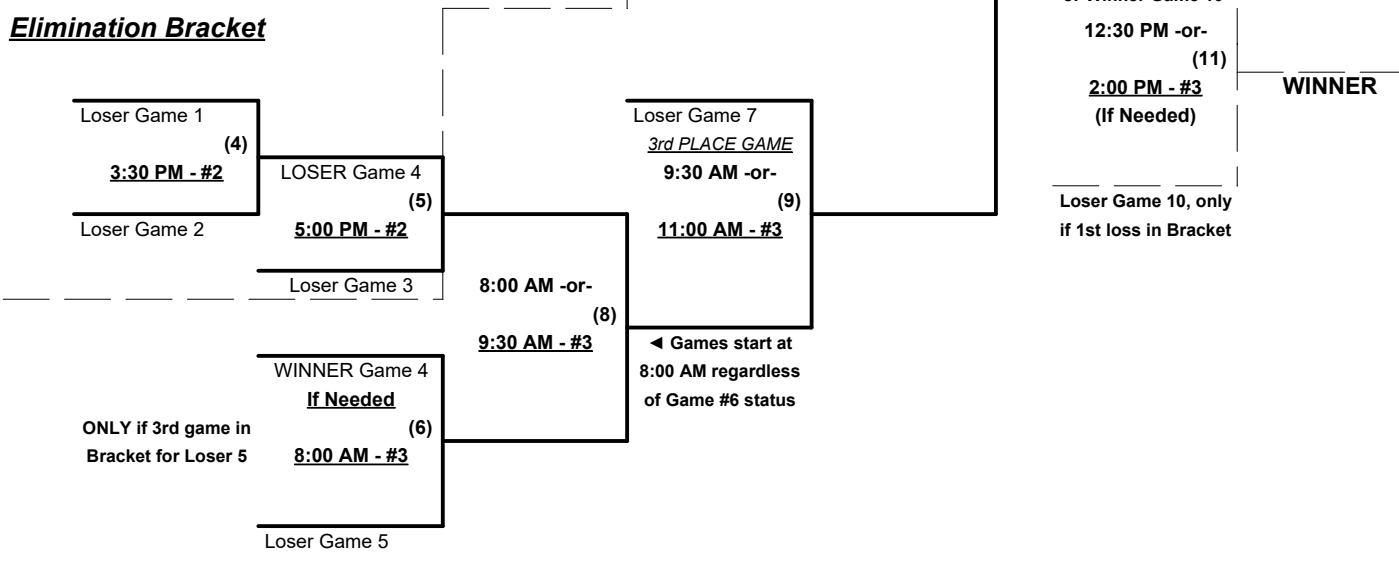 Elimination Bracket
Loser Game 1
(4)
3:30 PM - #2
Loser Game 2
LOSER Game 4
(5)
5:00 PM - #2
Loser Game 3
WINNER Game 4
If Needed
(6)
8:00 AM - #3
Loser Game 5
ONLY if 3rd game in
Bracket for Loser 5
8:00 AM -or-
(8)
9:30 AM - #3
Loser Game 7
3rd PLACE GAME
9:30 AM -or-
(9)
11:00 AM - #3
◄ Games start at
8:00 AM regardless
of Game #6 status
12:30 PM -or-
(11)
2:00 PM - #3
(If Needed)
Loser Game 10, only
if 1st loss in Bracket
WINNER